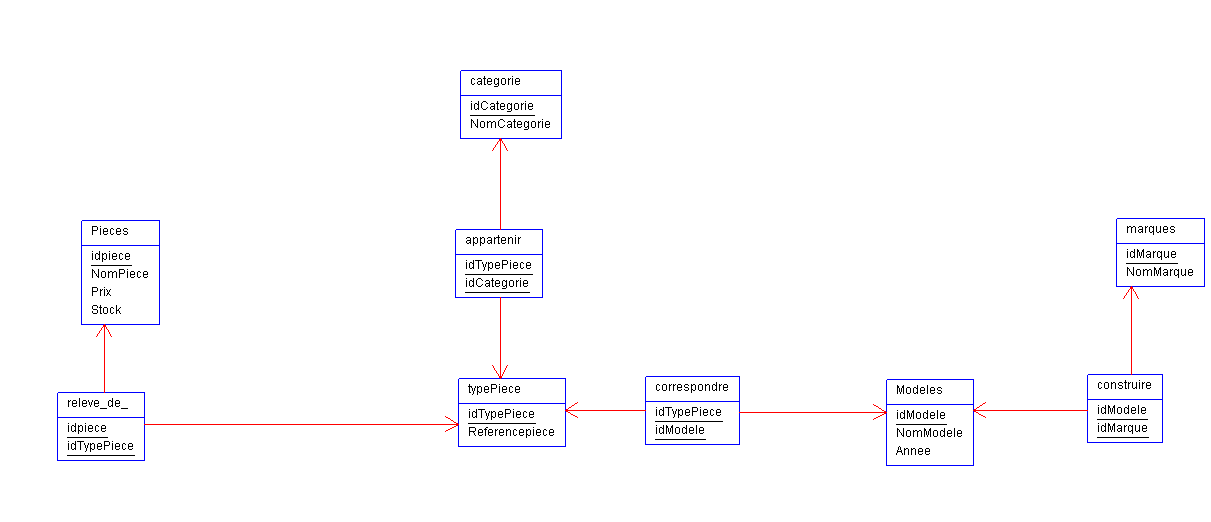 categorie
idCategorie
NomCategorie
Pieces
idpiece
NomPiece
Prix
Stock
appartenir
idTypePiece
idCategorie
marques
idMarque
NomMarque
releve_de_
idpiece
idTypePiece
typePiece
idTypePiece
Referencepiece
correspondre
idTypePiece
idModele
Modeles
idModele
NomModele
Annee
construire
idModele
idMarque